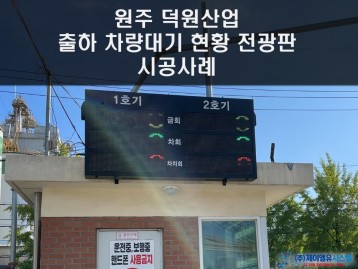 원주 덕원산업
출하 차량대기 현황 전광판
시공사례
1호기 2호기
금회
차회
차차회
운전중, 보행중
핸드폰 사용금지
(주)제이엠유시스템